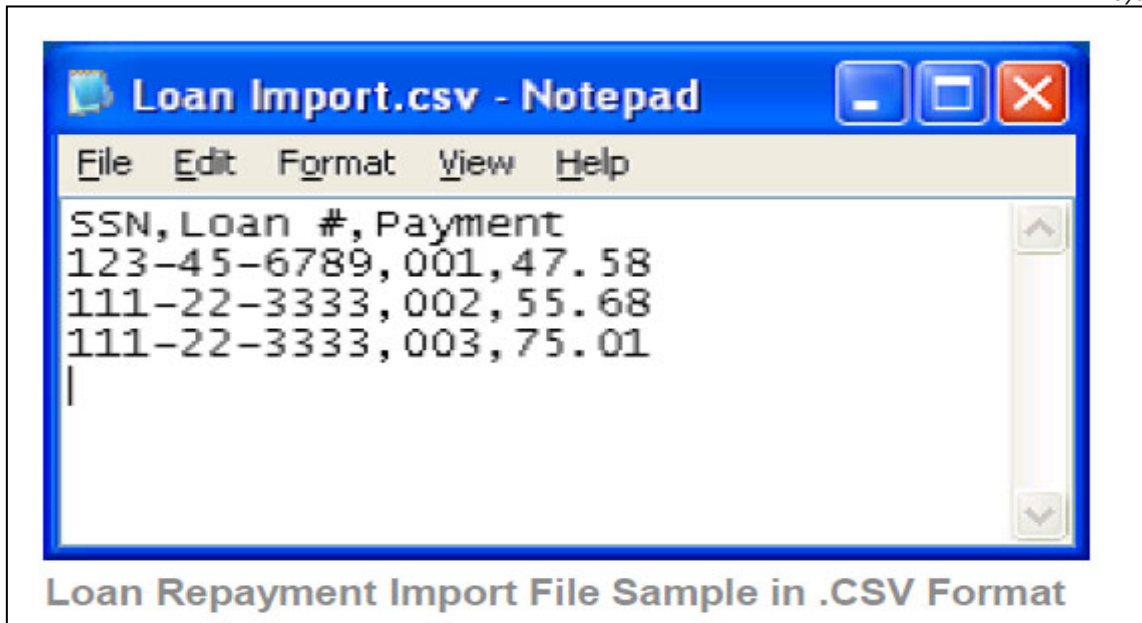 Loan Import.csv - Notepad
File Edit Format View Help
SSN,Loan #,Payment
123-45-6789,001,47.58
111-22-3333,002,55.68
111-22-3333,003,75.01
Loan Repayment Import File Sample in .CSV Format